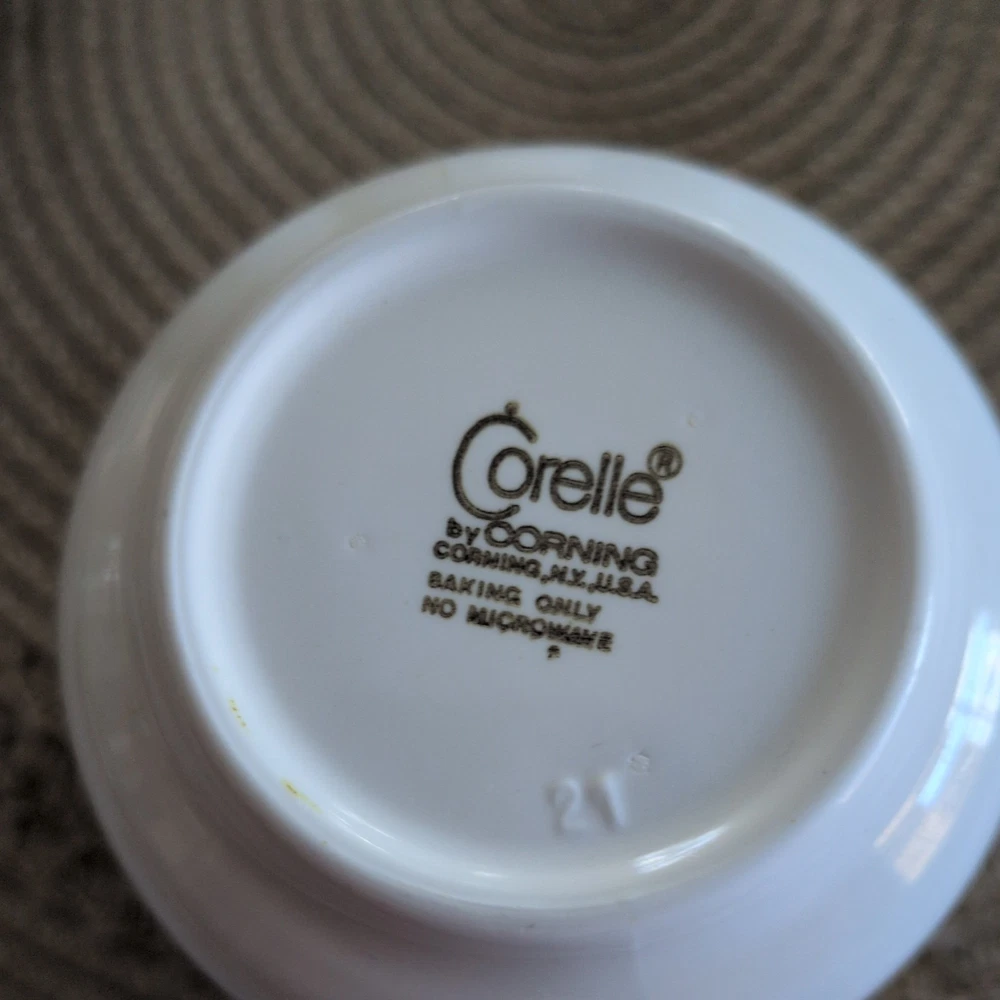 Corelle®
by CORNING
CORNING, N.Y., U.S.A.
BAKING ONLY
NO MICROWAVE
P
21